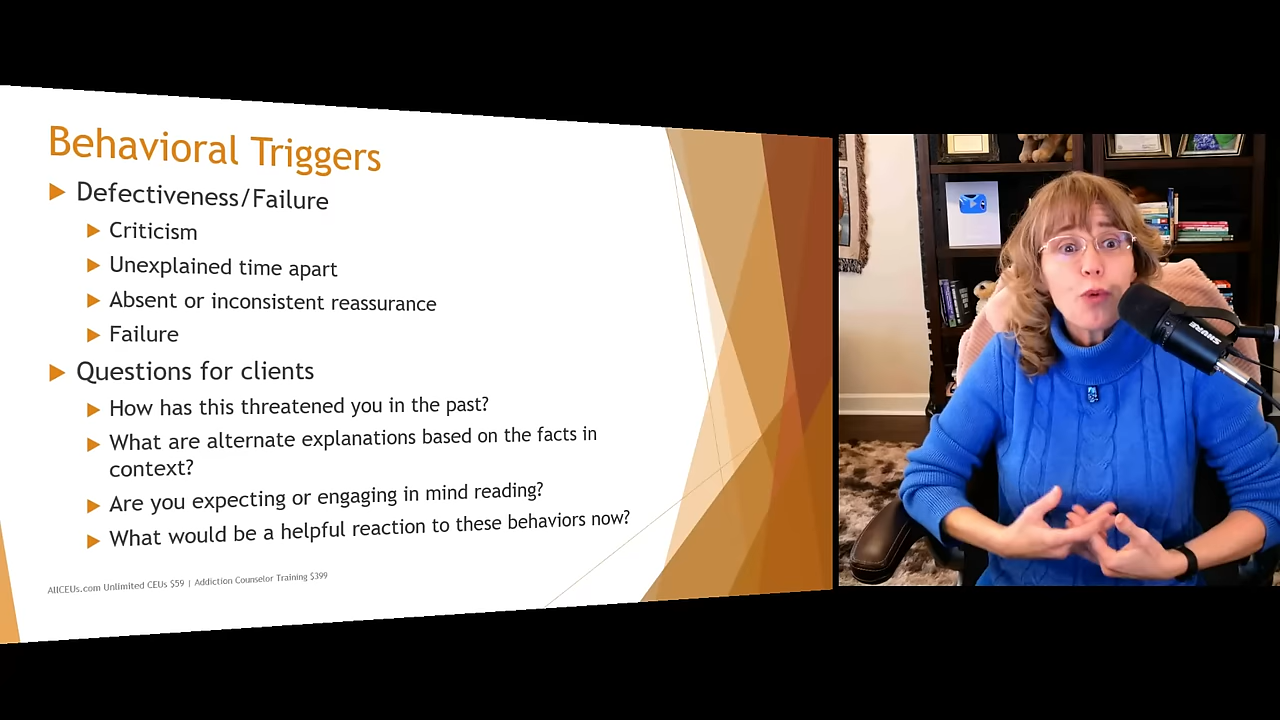 Behavioral Triggers
Defectiveness/Failure
Criticism
Unexplained time apart
Absent or inconsistent reassurance
Failure
Questions for clients
How has this threatened you in the past?
What are alternate explanations based on the facts in
context?
Are you expecting or engaging in mind reading?
What would be a helpful reaction to these behaviors now?
AllCEUs.com Unlimited CEUs $59 | Addiction Counselor Training $399
SHURE